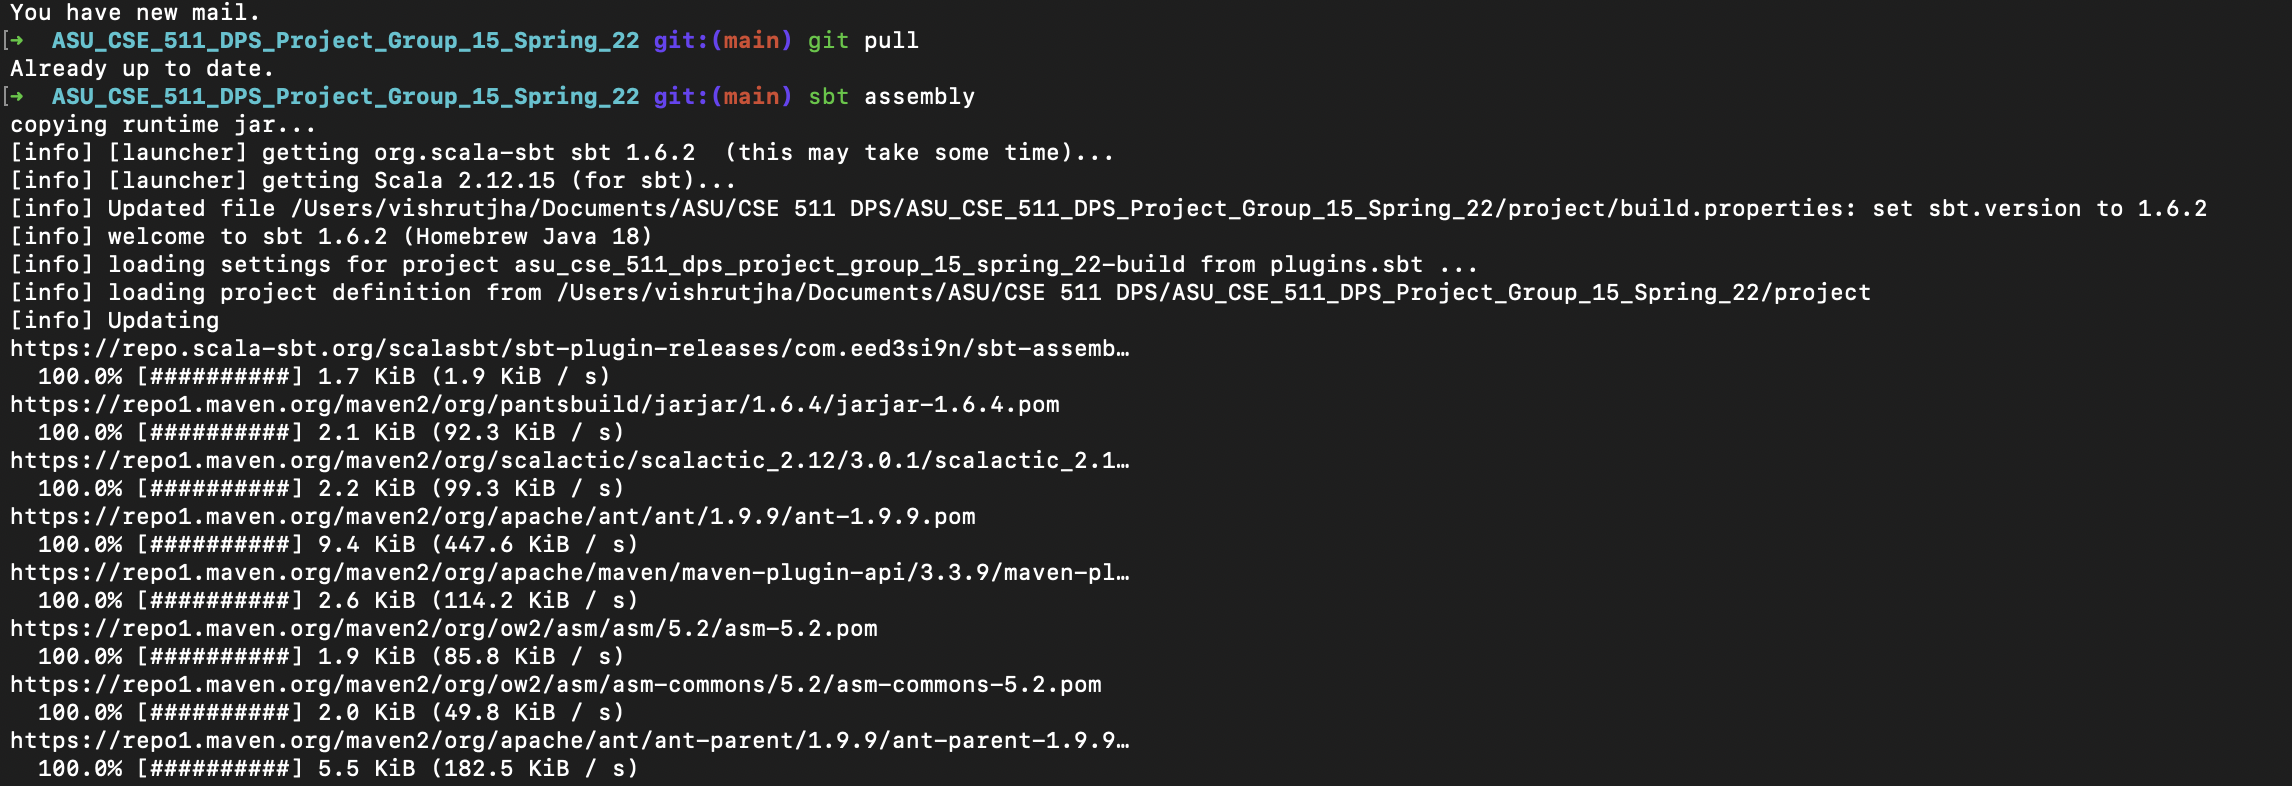 You have new mail.
[→  ASU_CSE_511_DPS_Project_Group_15_Spring_22 git:(main) git pull
Already up to date.
[→  ASU_CSE_511_DPS_Project_Group_15_Spring_22 git:(main) sbt assembly
copying runtime jar...
[info] [launcher] getting org.scala-sbt sbt 1.6.2  (this may take some time)...
[info] [launcher] getting Scala 2.12.15 (for sbt)...
[info] Updated file /Users/vishrutjha/Documents/ASU/CSE 511 DPS/ASU_CSE_511_DPS_Project_Group_15_Spring_22/project/build.properties: set sbt.version to 1.6.2
[info] welcome to sbt 1.6.2 (Homebrew Java 18)
[info] loading settings for project asu_cse_511_dps_project_group_15_spring_22-build from plugins.sbt ...
[info] loading project definition from /Users/vishrutjha/Documents/ASU/CSE 511 DPS/ASU_CSE_511_DPS_Project_Group_15_Spring_22/project
[info] Updating
https://repo.scala-sbt.org/scalasbt/sbt-plugin-releases/com.eed3si9n/sbt-assemb…
  100.0% [##########] 1.7 KiB (1.9 KiB / s)
https://repo1.maven.org/maven2/org/pantsbuild/jarjar/1.6.4/jarjar-1.6.4.pom
  100.0% [##########] 2.1 KiB (92.3 KiB / s)
https://repo1.maven.org/maven2/org/scalactic/scalactic_2.12/3.0.1/scalactic_2.1…
  100.0% [##########] 2.2 KiB (99.3 KiB / s)
https://repo1.maven.org/maven2/org/apache/ant/ant/1.9.9/ant-1.9.9.pom
  100.0% [##########] 9.4 KiB (447.6 KiB / s)
https://repo1.maven.org/maven2/org/apache/maven/maven-plugin-api/3.3.9/maven-pl…
  100.0% [##########] 2.6 KiB (114.2 KiB / s)
https://repo1.maven.org/maven2/org/ow2/asm/asm/5.2/asm-5.2.pom
  100.0% [##########] 1.9 KiB (85.8 KiB / s)
https://repo1.maven.org/maven2/org/ow2/asm/asm-commons/5.2/asm-commons-5.2.pom
  100.0% [##########] 2.0 KiB (49.8 KiB / s)
https://repo1.maven.org/maven2/org/apache/ant/ant-parent/1.9.9/ant-parent-1.9.9…
  100.0% [##########] 5.5 KiB (182.5 KiB / s)